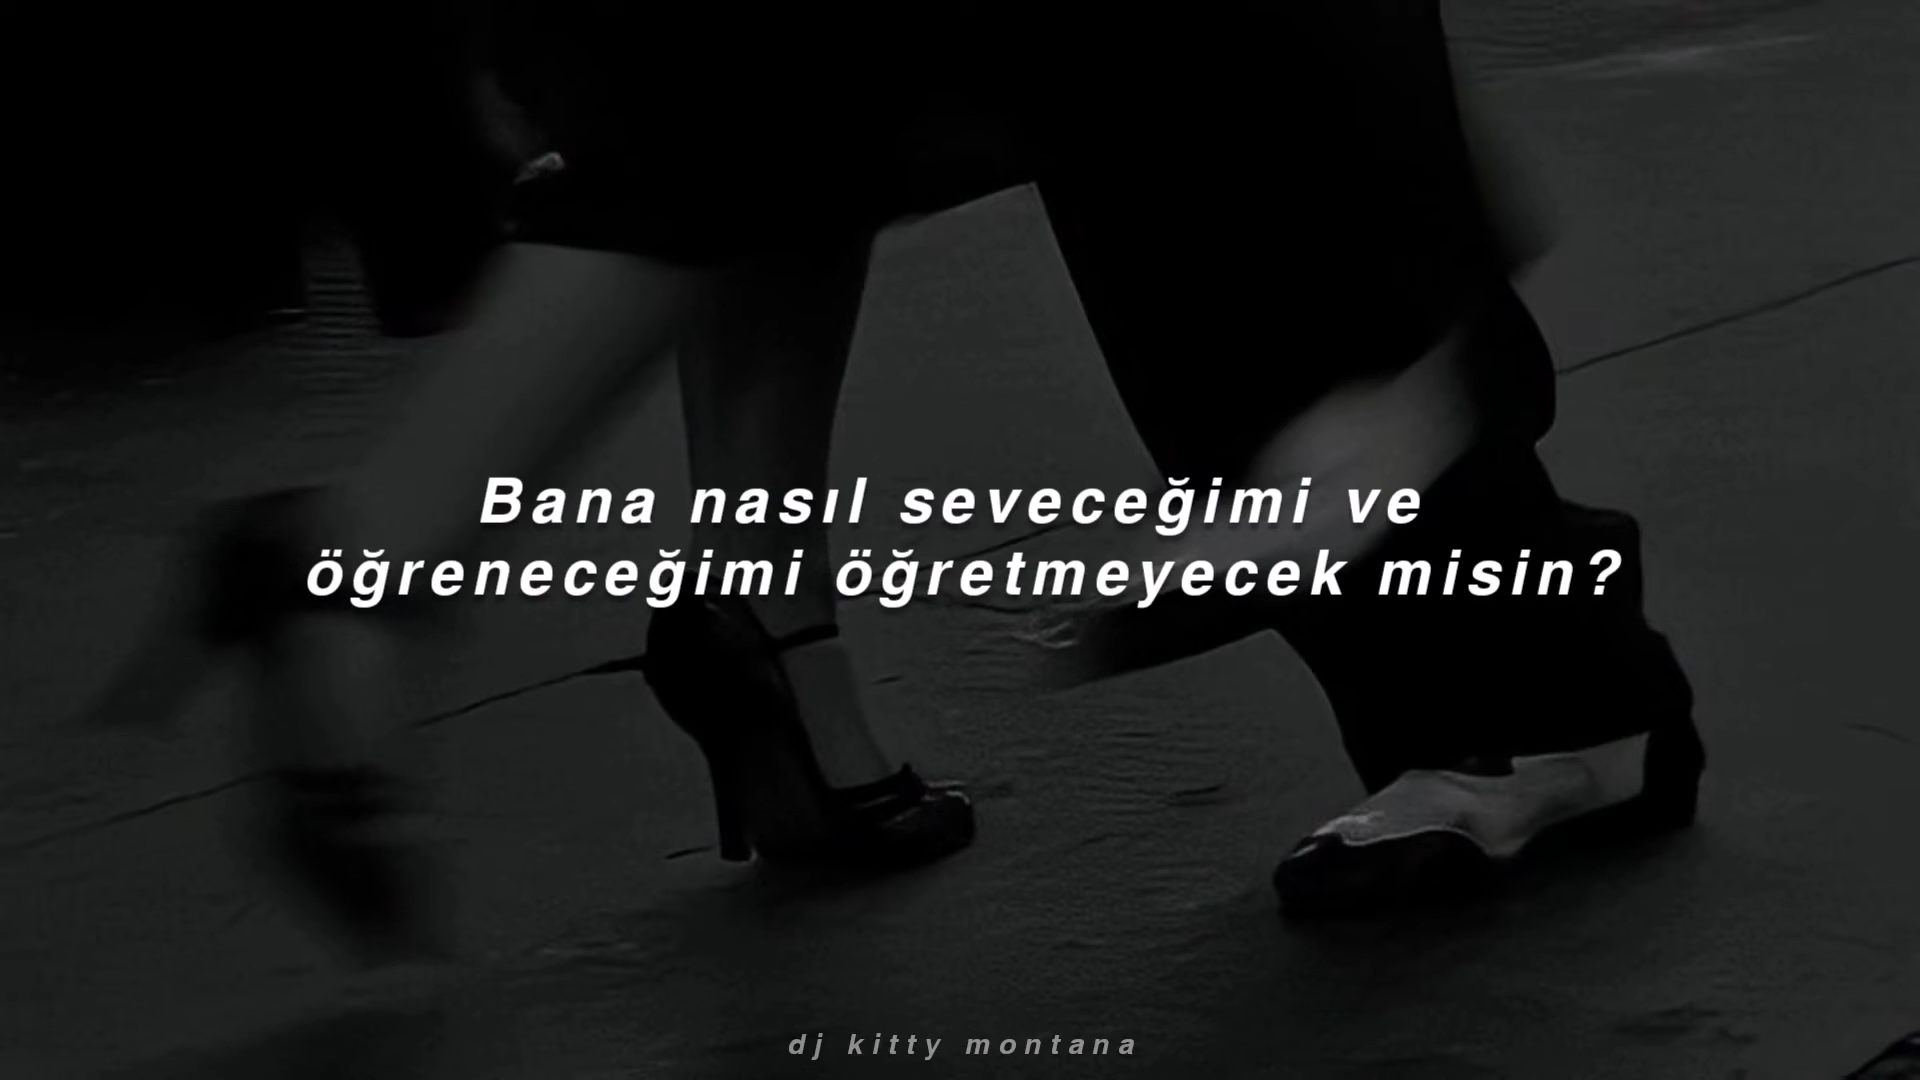 Bana nasıl seveceğimi ve
öğreneceğimi öğretmeyecek misin?
dj kitty montana